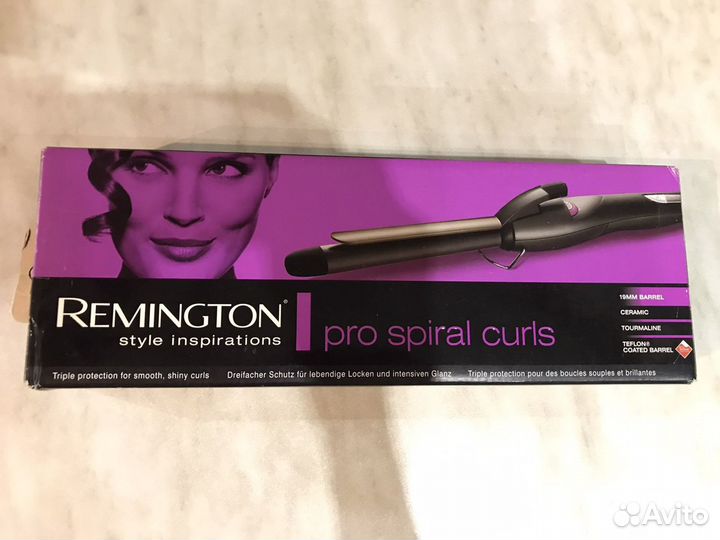 REMINGTON®
style inspirations
pro spiral curls
19MM BARREL
CERAMIC
TOURMALINE
TEFLON®
COATED BARREL
Triple protection for smooth, shiny curls
Dreifacher Schutz für lebendige Locken und intensiven Glanz
Triple protection pour des boucles souples et brillantes
Avito